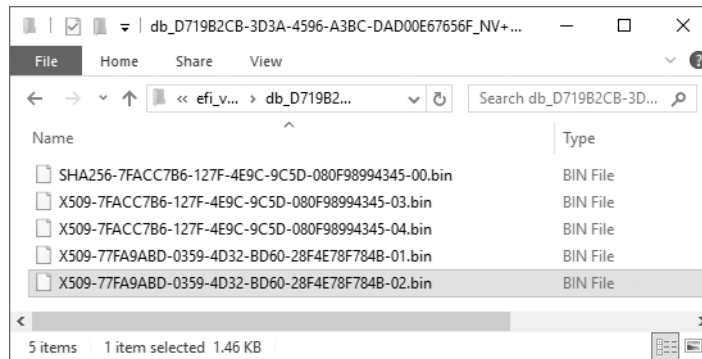 db_D719B2CB-3D3A-4596-A3BC-DAD00E67656F_NV+...
File Home Share View
« efi_v... › db_D719B2... Search db_D719B2CB-3D...
Name Type
SHA256-7FACC7B6-127F-4E9C-9C5D-080F98994345-00.bin BIN File
X509-7FACC7B6-127F-4E9C-9C5D-080F98994345-03.bin BIN File
X509-7FACC7B6-127F-4E9C-9C5D-080F98994345-04.bin BIN File
X509-77FA9ABD-0359-4D32-BD60-28F4E78F784B-01.bin BIN File
X509-77FA9ABD-0359-4D32-BD60-28F4E78F784B-02.bin BIN File
5 items 1 item selected 1.46 KB